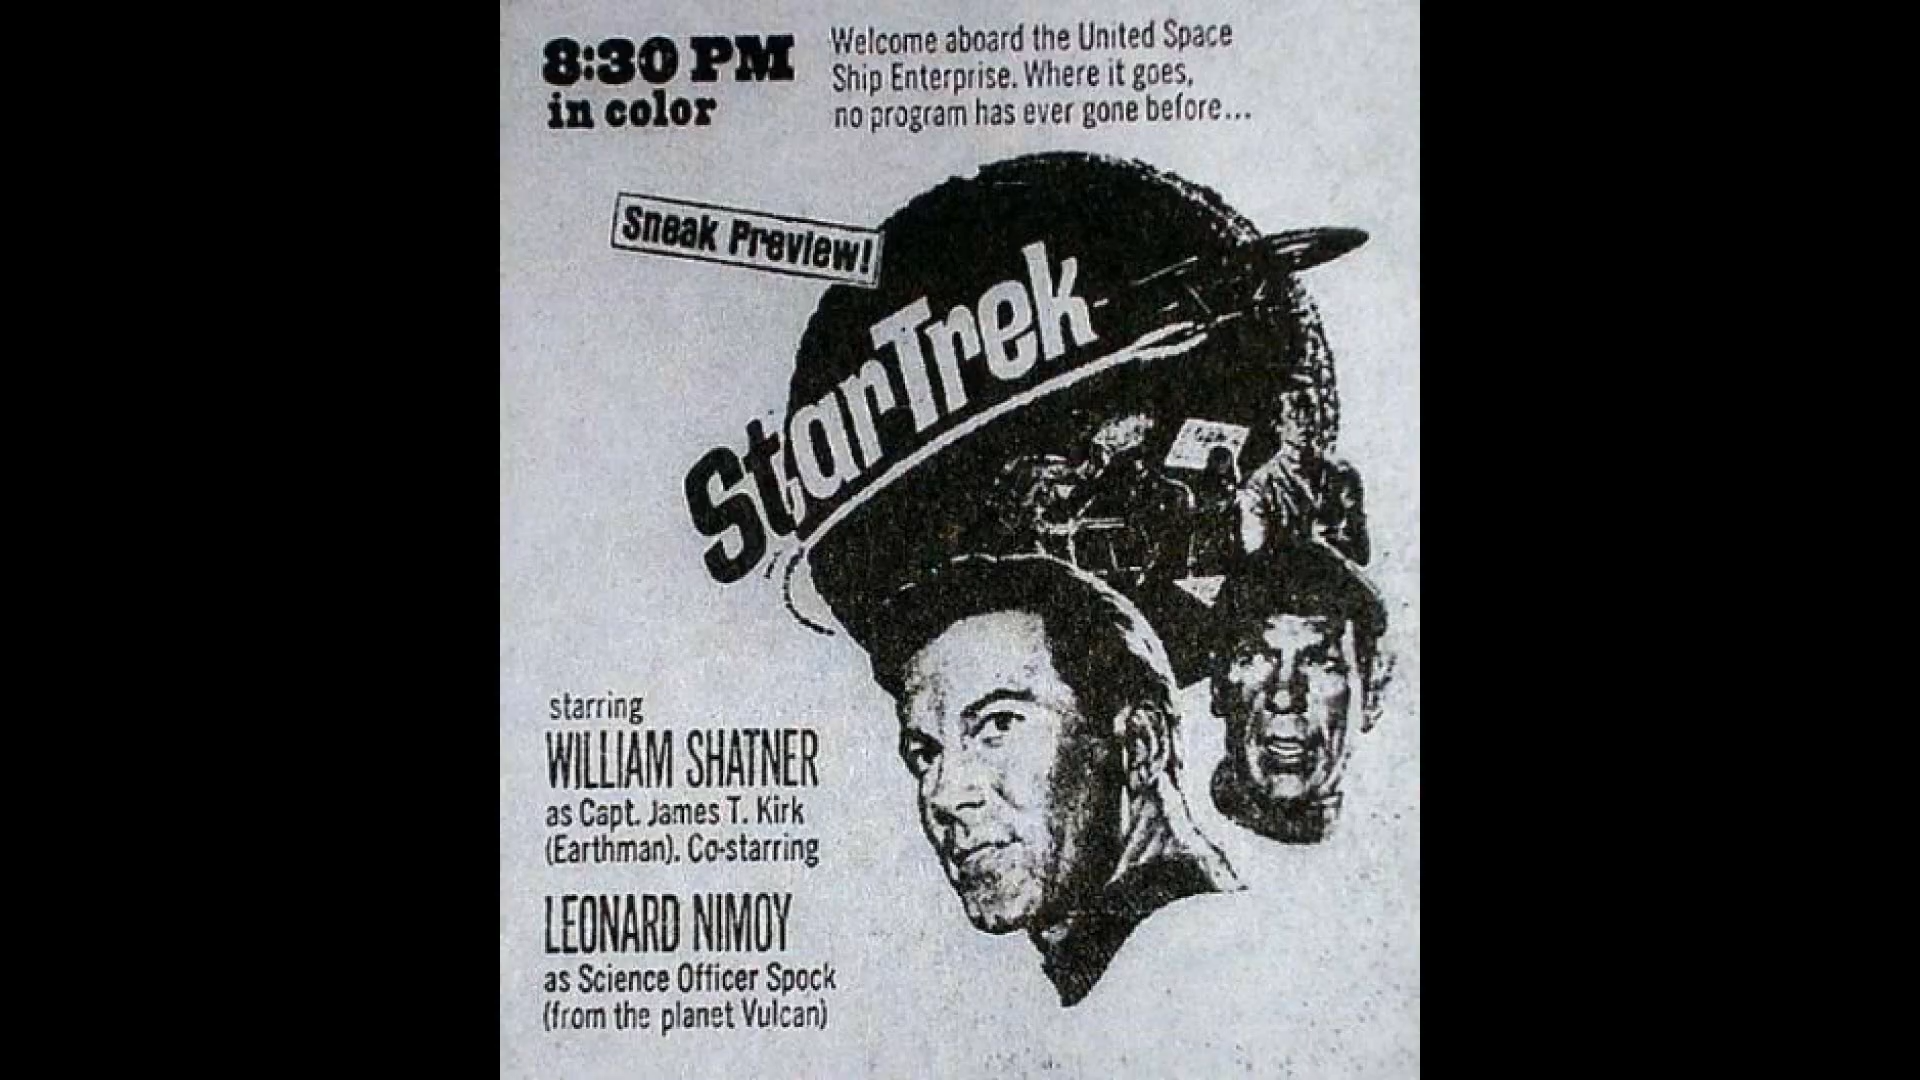 8:30 PM
in color
Welcome aboard the United Space
Ship Enterprise. Where it goes,
no program has ever gone before...
Sneak Preview!
Star Trek
starring
WILLIAM SHATNER
as Capt. James T. Kirk
(Earthman). Co-starring
LEONARD NIMOY
as Science Officer Spock
(from the planet Vulcan)